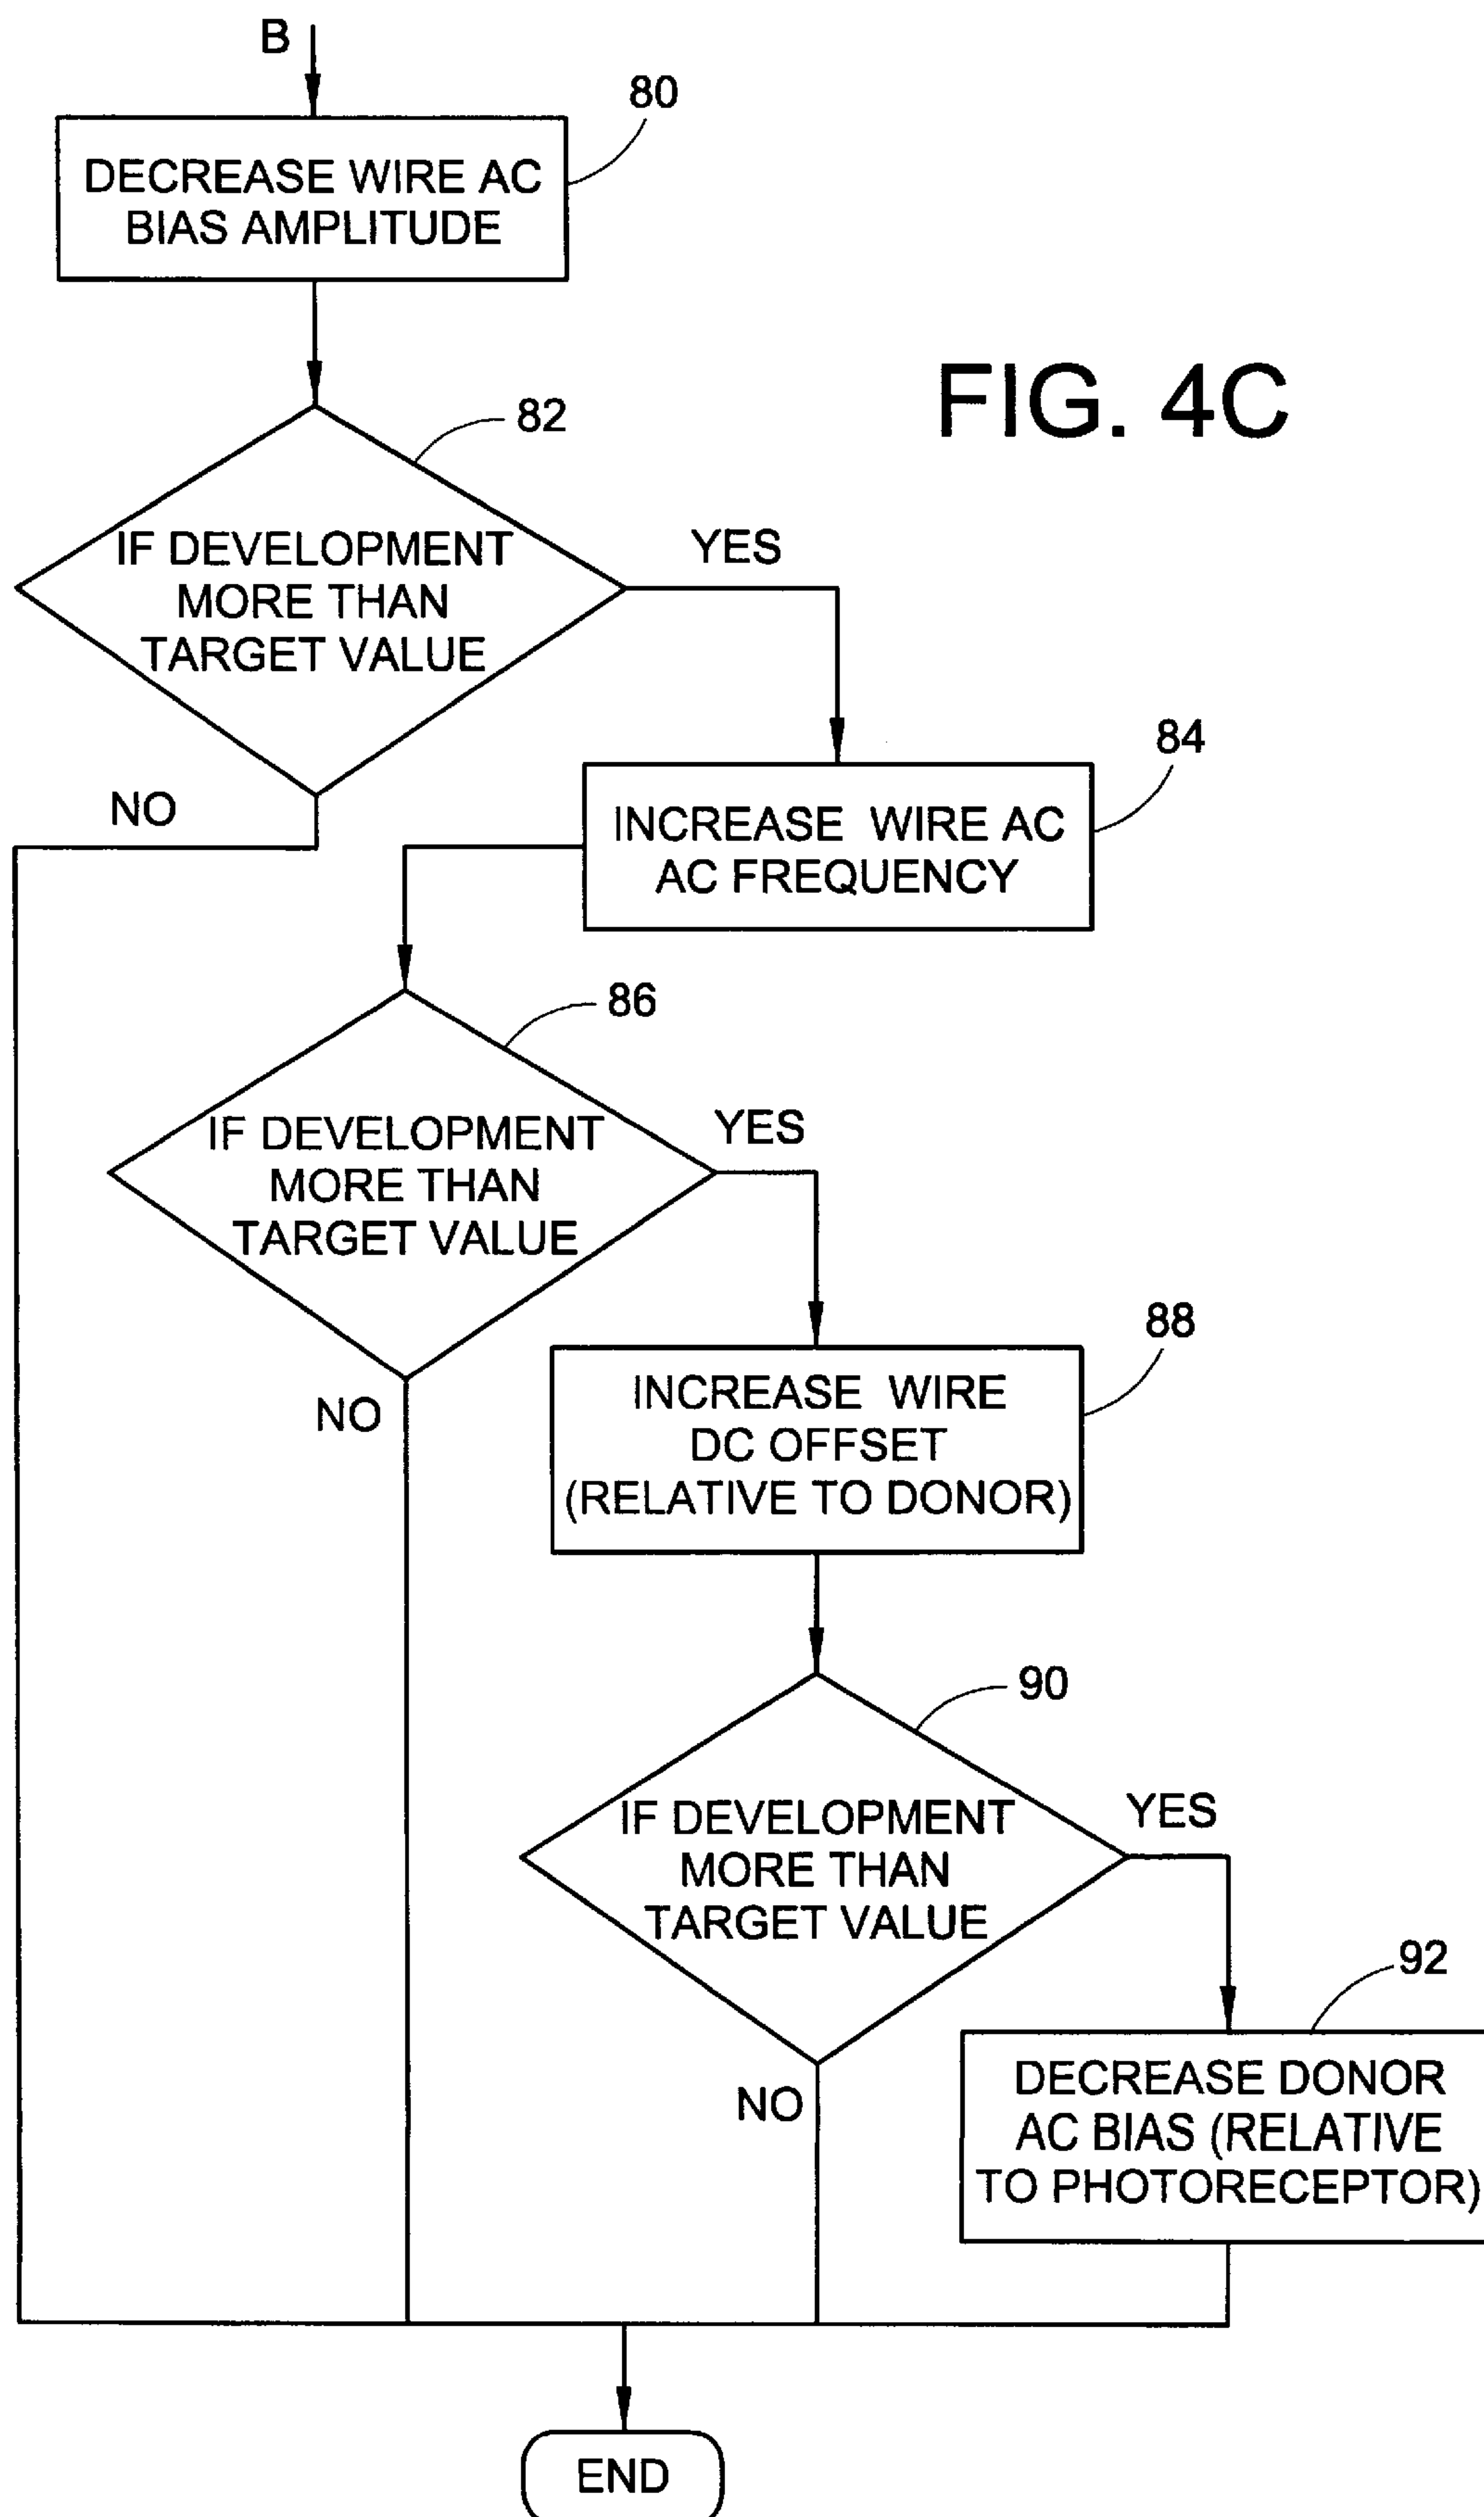 B
80
DECREASE WIRE AC
BIAS AMPLITUDE
FIG. 4C
82
IF DEVELOPMENT
MORE THAN
TARGET VALUE
YES
NO
84
INCREASE WIRE AC
AC FREQUENCY
86
IF DEVELOPMENT
MORE THAN
TARGET VALUE
YES
NO
88
INCREASE WIRE
DC OFFSET
(RELATIVE TO DONOR)
90
IF DEVELOPMENT
MORE THAN
TARGET VALUE
YES
NO
92
DECREASE DONOR
AC BIAS (RELATIVE
TO PHOTORECEPTOR)
END